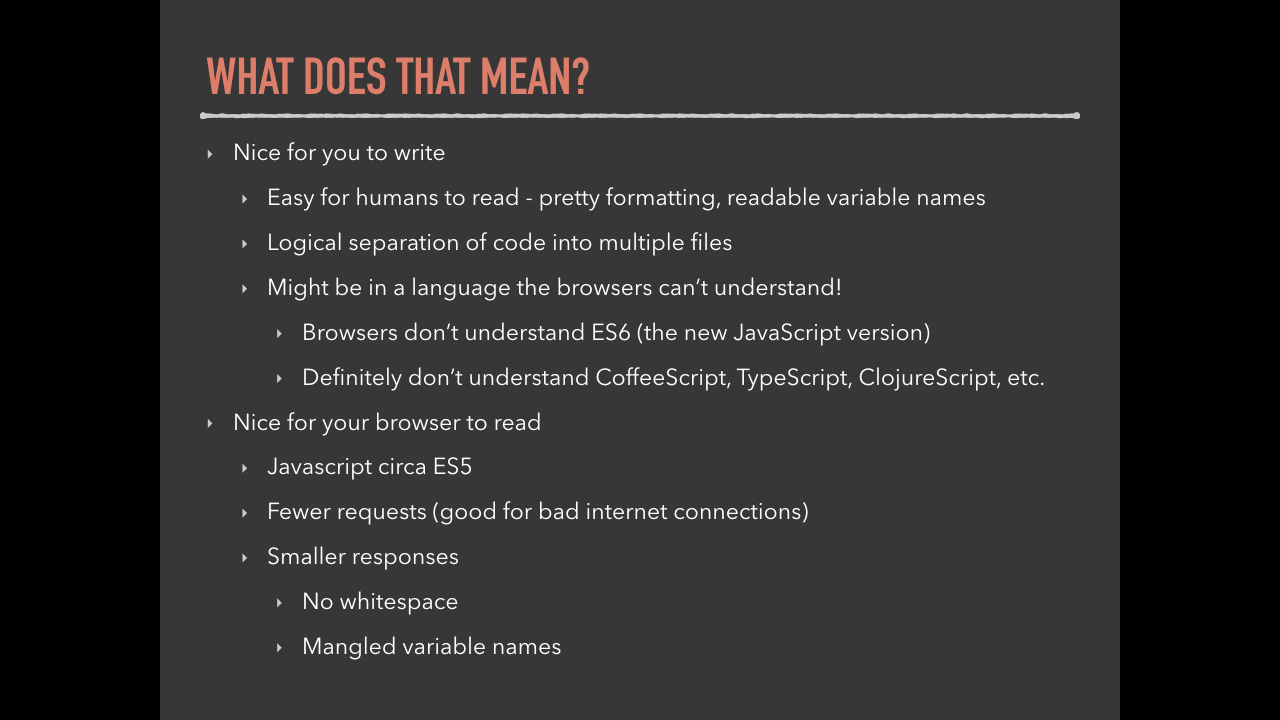 WHAT DOES THAT MEAN?
Nice for you to write
Easy for humans to read - pretty formatting, readable variable names
Logical separation of code into multiple files
Might be in a language the browsers can’t understand!
Browsers don’t understand ES6 (the new JavaScript version)
Definitely don’t understand CoffeeScript, TypeScript, ClojureScript, etc.
Nice for your browser to read
Javascript circa ES5
Fewer requests (good for bad internet connections)
Smaller responses
No whitespace
Mangled variable names